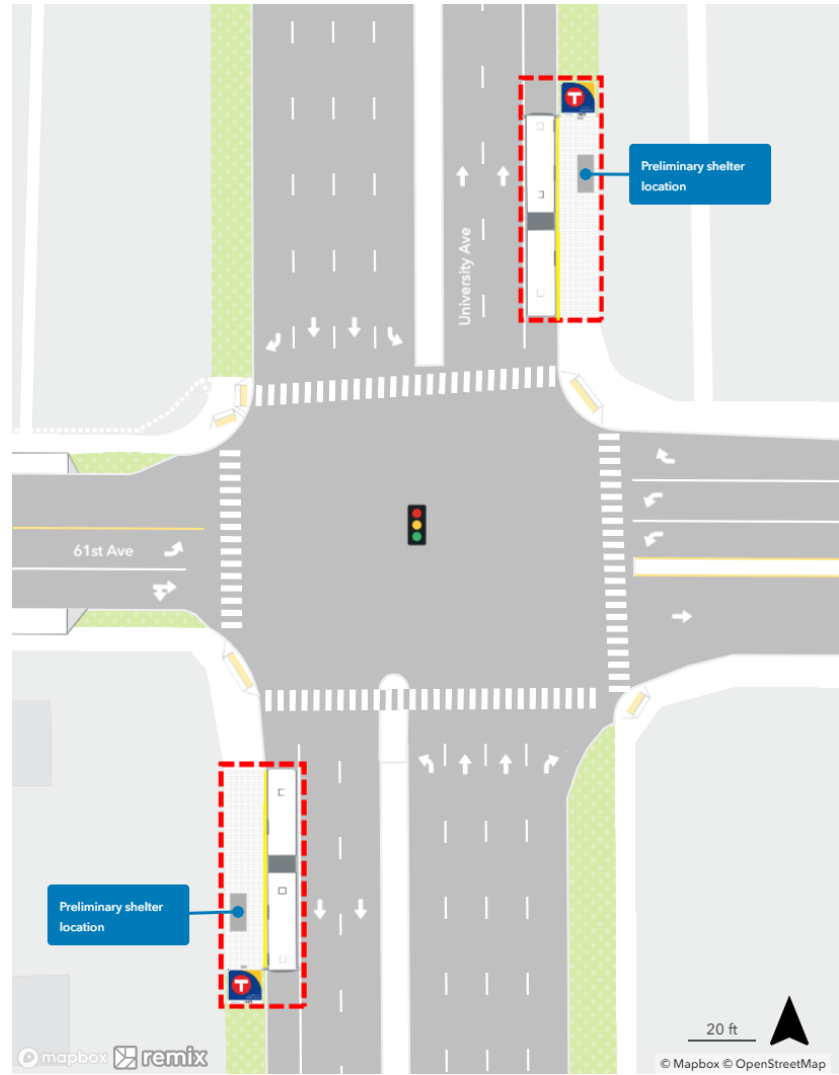 Preliminary shelter
location
University Ave
61st Ave
Preliminary shelter
location
20 ft
mapbox remix
© Mapbox © OpenStreetMap